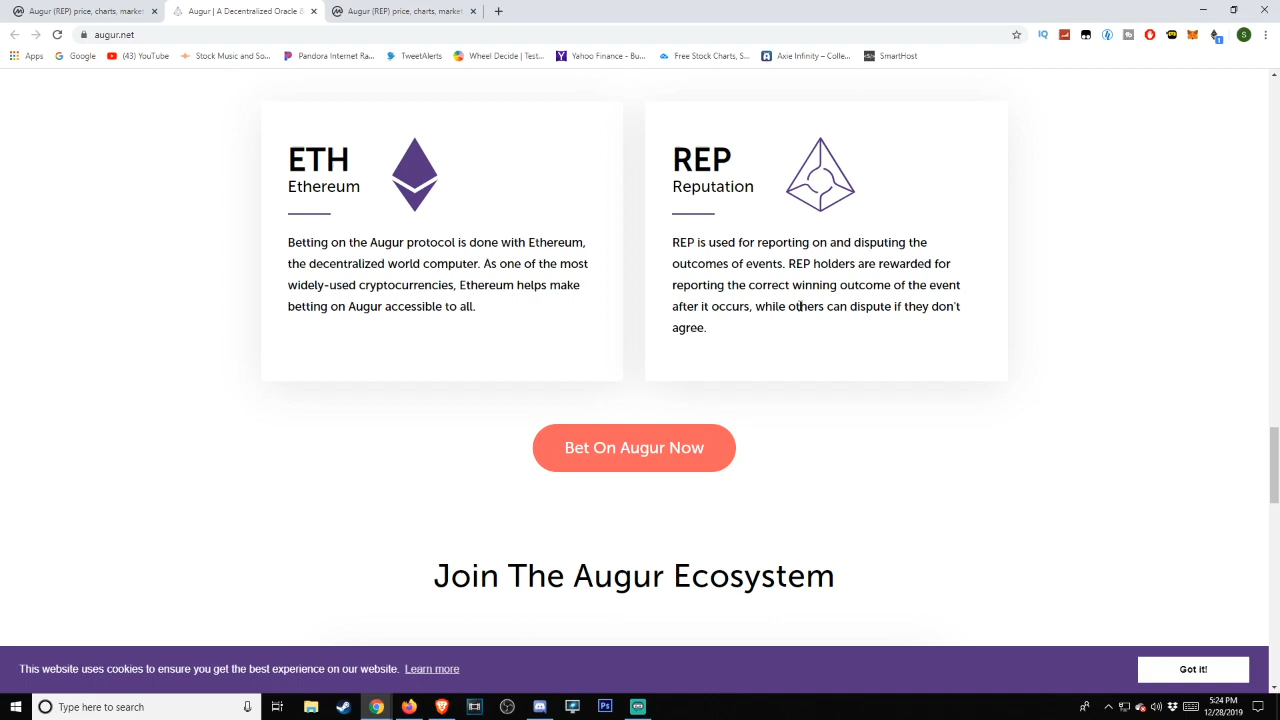 Augur (REP) price, charts, market
Augur | A Decentralized Oracle &
Augur (REP) price, charts, market
augur.net
Apps
Google
(43) YouTube
Stock Music and So...
Pandora Internet Ra...
TweetAlerts
Wheel Decide | Test...
Yahoo Finance - Bu...
Free Stock Charts, S...
Axie Infinity – Colle...
SmartHost
ETH
Ethereum
Betting on the Augur protocol is done with Ethereum,
the decentralized world computer. As one of the most
widely-used cryptocurrencies, Ethereum helps make
betting on Augur accessible to all.
REP
Reputation
REP is used for reporting on and disputing the
outcomes of events. REP holders are rewarded for
reporting the correct winning outcome of the event
after it occurs, while others can dispute if they don't
agree.
Bet On Augur Now
Join The Augur Ecosystem
This website uses cookies to ensure you get the best experience on our website. Learn more
Got it!
Type here to search
5:24 PM
12/28/2019